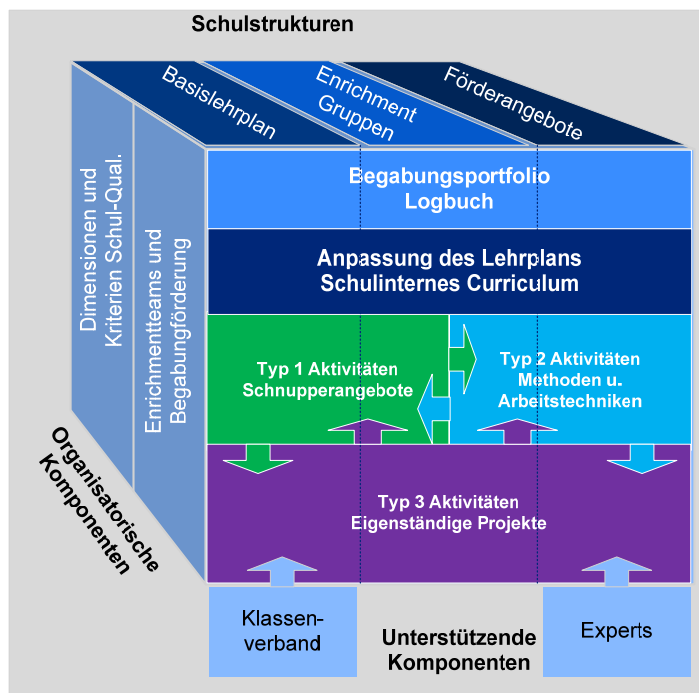 Schulstrukturen
Basislehrplan
Enrichment
Gruppen
Förderangebote
Dimensionen und
Kriterien Schul-Qual.
Enrichmentteams und
Begabungförderung
Organisatorische
Komponenten
Begabungsportfolio
Logbuch
Anpassung des Lehrplans
Schulinternes Curriculum
Typ 1 Aktivitäten
Schnupperangebote
Typ 2 Aktivitäten
Methoden u.
Arbeitstechniken
Typ 3 Aktivitäten
Eigenständige Projekte
Klassen-
verband
Unterstützende
Komponenten
Experts